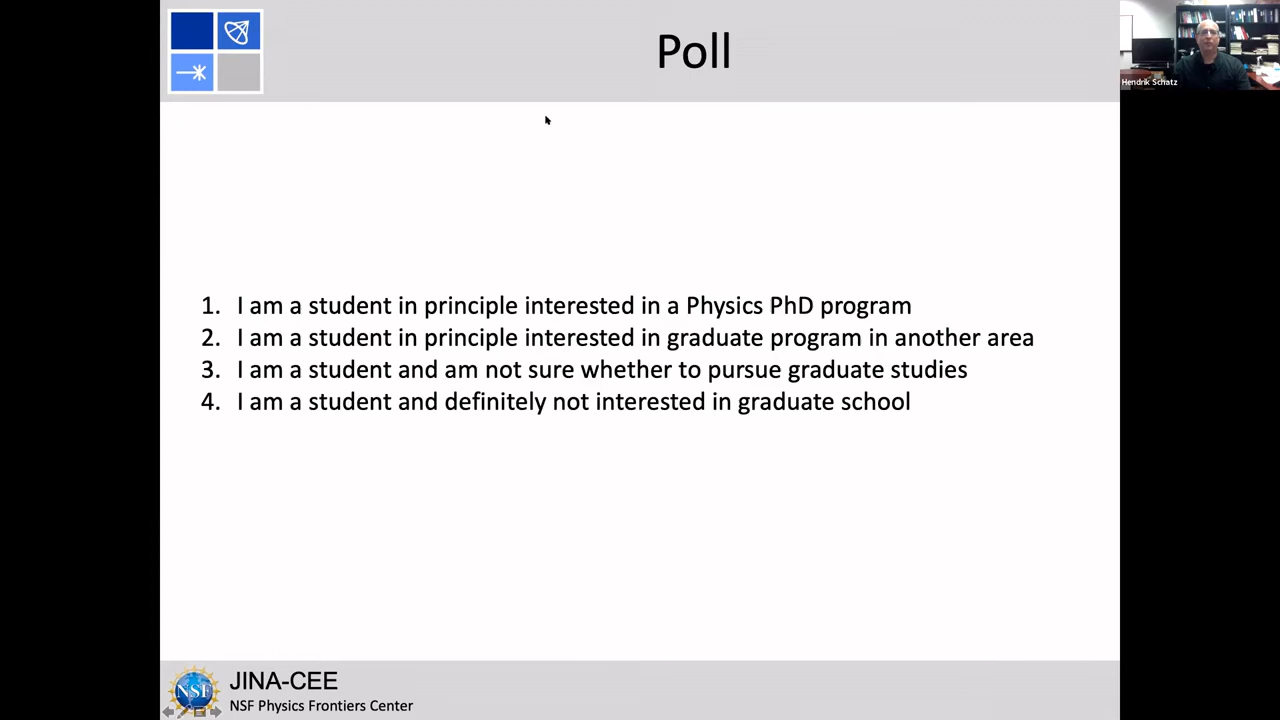 Poll
Hendrik Schatz
1. I am a student in principle interested in a Physics PhD program
2. I am a student in principle interested in graduate program in another area
3. I am a student and am not sure whether to pursue graduate studies
4. I am a student and definitely not interested in graduate school
NSF
JINA-CEE
NSF Physics Frontiers Center